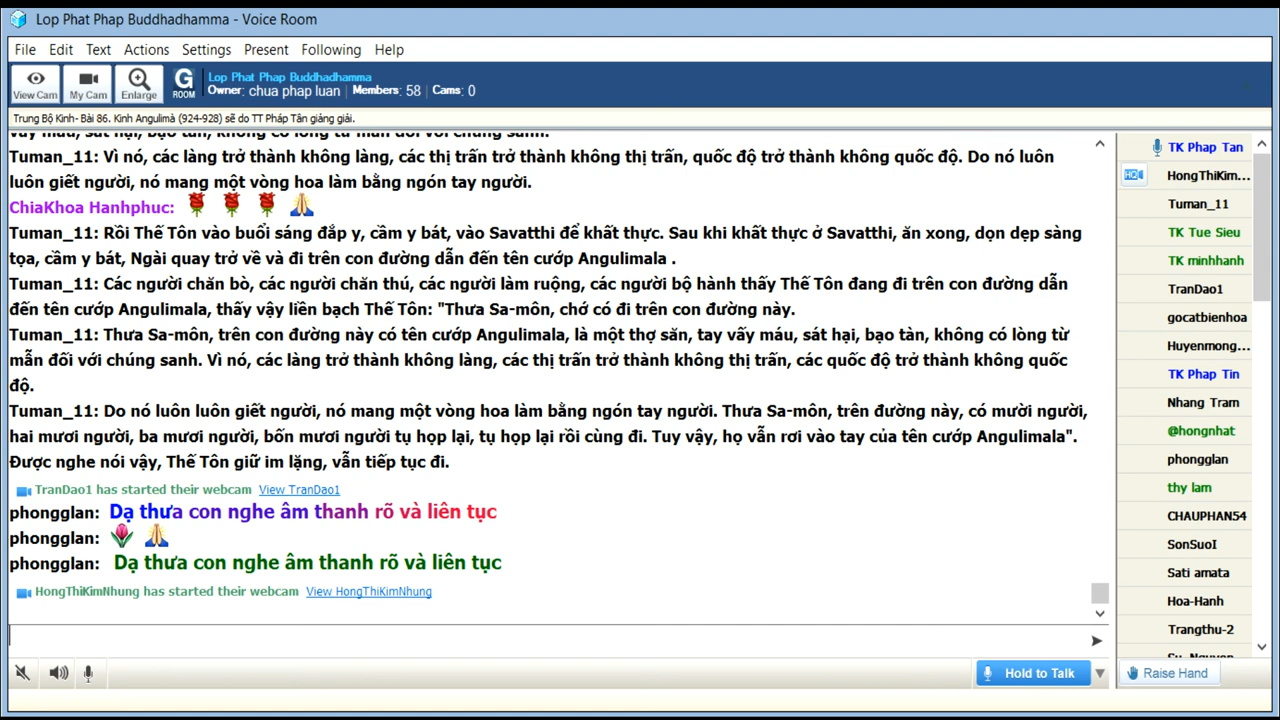 Lop Phat Phap Buddhadhamma - Voice Room
File Edit Text Actions Settings Present Following Help
View Cam My Cam Enlarge G ROOM
Lop Phat Phap Buddhadhamma
Owner: chua phap luan | Members: 58 | Cams: 0
Trung Bộ Kinh- Bài 86. Kinh Angulimà (924-928) sẽ do TT Pháp Tân giảng giải.
vấy máu, sát hại, bạo tàn, không có lòng từ mẫn đối với chúng sanh.
Tuman_11: Vì nó, các làng trở thành không làng, các thị trấn trở thành không thị trấn, quốc độ trở thành không quốc độ. Do nó luôn
luôn giết người, nó mang một vòng hoa làm bằng ngón tay người.
ChiaKhoa Hanhphuc:
Tuman_11: Rồi Thế Tôn vào buổi sáng đắp y, cầm y bát, vào Savatthi để khất thực. Sau khi khất thực ở Savatthi, ăn xong, dọn dẹp sàng
tọa, cầm y bát, Ngài quay trở về và đi trên con đường dẫn đến tên cướp Angulimala .
Tuman_11: Các người chăn bò, các người chăn thú, các người làm ruộng, các người bộ hành thấy Thế Tôn đang đi trên con đường dẫn
đến tên cướp Angulimala, thấy vậy liền bạch Thế Tôn: "Thưa Sa-môn, chớ có đi trên con đường này.
Tuman_11: Thưa Sa-môn, trên con đường này có tên cướp Angulimala, là một thợ săn, tay vấy máu, sát hại, bạo tàn, không có lòng từ
mẫn đối với chúng sanh. Vì nó, các làng trở thành không làng, các thị trấn trở thành không thị trấn, các quốc độ trở thành không quốc
độ.
Tuman_11: Do nó luôn luôn giết người, nó mang một vòng hoa làm bằng ngón tay người. Thưa Sa-môn, trên đường này, có mười người,
hai mươi người, ba mươi người, bốn mươi người tụ họp lại, tụ họp lại rồi cùng đi. Tuy vậy, họ vẫn rơi vào tay của tên cướp Angulimala".
Được nghe nói vậy, Thế Tôn giữ im lặng, vẫn tiếp tục đi.
TranDao1 has started their webcam View TranDao1
phongglan: Dạ thưa con nghe âm thanh rõ và liên tục
phongglan:
phongglan: Dạ thưa con nghe âm thanh rõ và liên tục
HongThiKimNhung has started their webcam View HongThiKimNhung
TK Phap Tan
HongThiKim...
Tuman_11
TK Tue Sieu
TK minhhanh
TranDao1
gocatbienhoa
Huyenmong...
TK Phap Tin
Nhang Tram
@hongnhat
phongglan
thy lam
CHAUPHAN54
SonSuoI
Sati amata
Hoa-Hanh
Trangthu-2
Su_Nguyen
Hold to Talk
Raise Hand